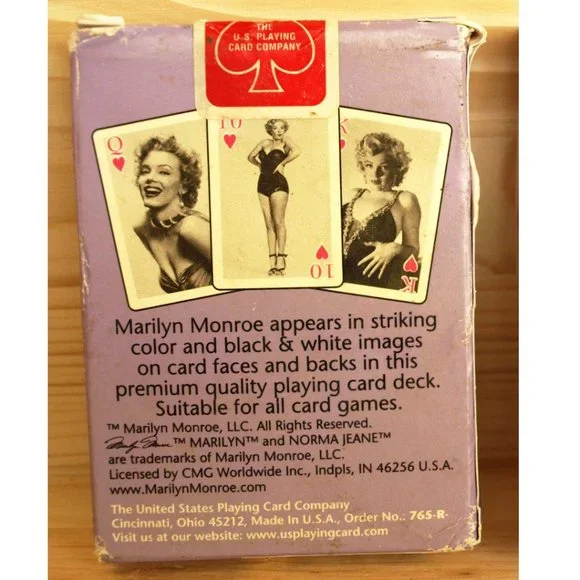 THE
U.S. PLAYING
CARD COMPANY
Q
10
K
10
K
Marilyn Monroe appears in striking
color and black & white images
on card faces and backs in this
premium quality playing card deck.
Suitable for all card games.
™ Marilyn Monroe, LLC. All Rights Reserved.
Marilyn Monroe™ MARILYN™ and NORMA JEANE™
are trademarks of Marilyn Monroe, LLC.
Licensed by CMG Worldwide Inc., Indpls, IN 46256 U.S.A.
www.MarilynMonroe.com
The United States Playing Card Company
Cincinnati, Ohio 45212, Made In U.S.A., Order No.: 765-R-
Visit us at our website: www.usplayingcard.com